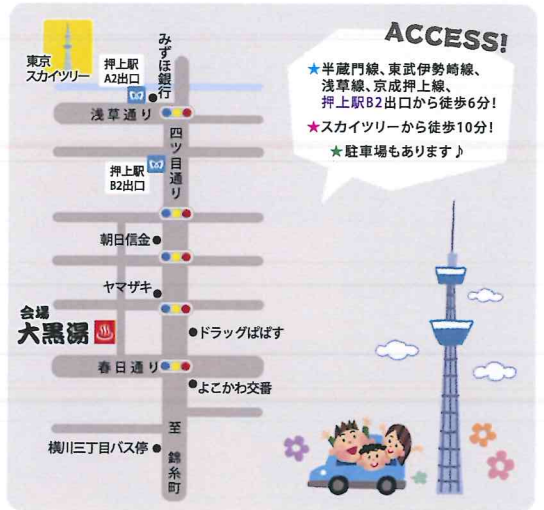 東京
スカイツリー
押上駅
A2出口
みずほ銀行
浅草通り
四ツ目通り
押上駅
B2出口
朝日信金
ヤマザキ
会場
大黒湯
ドラッグぱぱす
春日通り
よこかわ交番
至 錦糸町
横川三丁目バス停
ACCESS!
★半蔵門線、東武伊勢崎線、
浅草線、京成押上線、
押上駅B2出口から徒歩6分!
★スカイツリーから徒歩10分!
★駐車場もあります♪